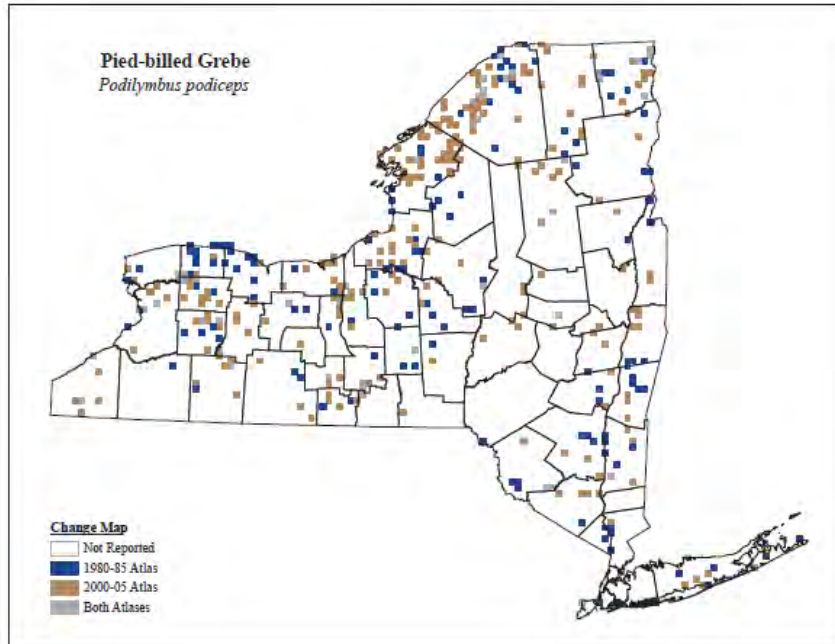 Pied-billed Grebe
Podilymbus podiceps
Change Map
Not Reported
1980-85 Atlas
2000-05 Atlas
Both Atlases